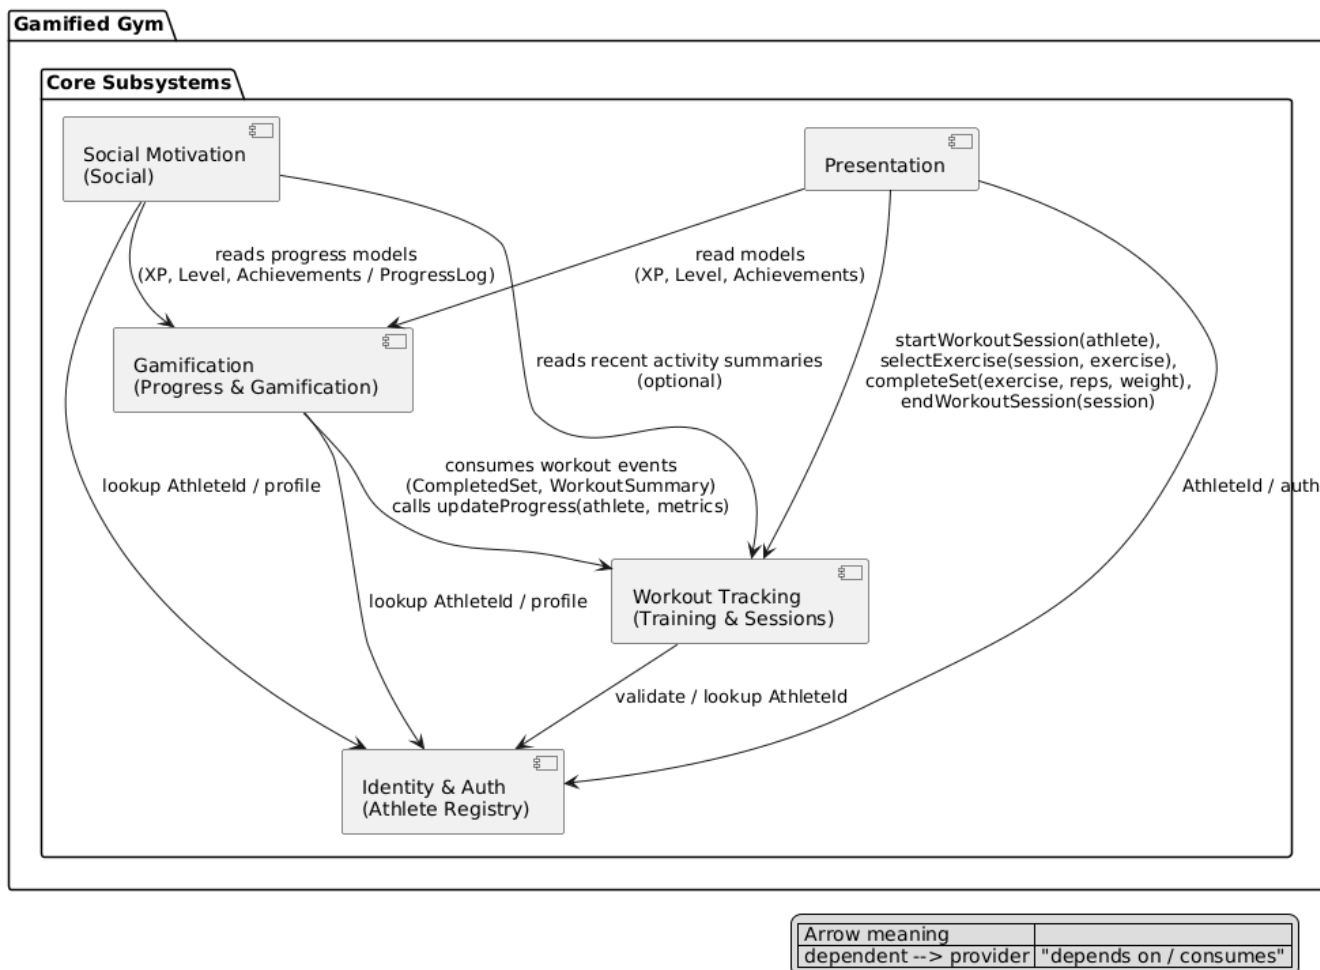 Gamified Gym
Core Subsystems
Social Motivation
(Social)
Presentation
reads progress models
(XP, Level, Achievements / ProgressLog)
read models
(XP, Level, Achievements)
Gamification
(Progress & Gamification)
reads recent activity summaries
(optional)
startWorkoutSession(athlete),
selectExercise(session, exercise),
completeSet(exercise, reps, weight),
endWorkoutSession(session)
lookup AthleteId / profile
consumes workout events
(CompletedSet, WorkoutSummary)
calls updateProgress(athlete, metrics)
AthleteId / auth
lookup AthleteId / profile
Workout Tracking
(Training & Sessions)
validate / lookup AthleteId
Identity & Auth
(Athlete Registry)
Arrow meaning
dependent --> provider "depends on / consumes"